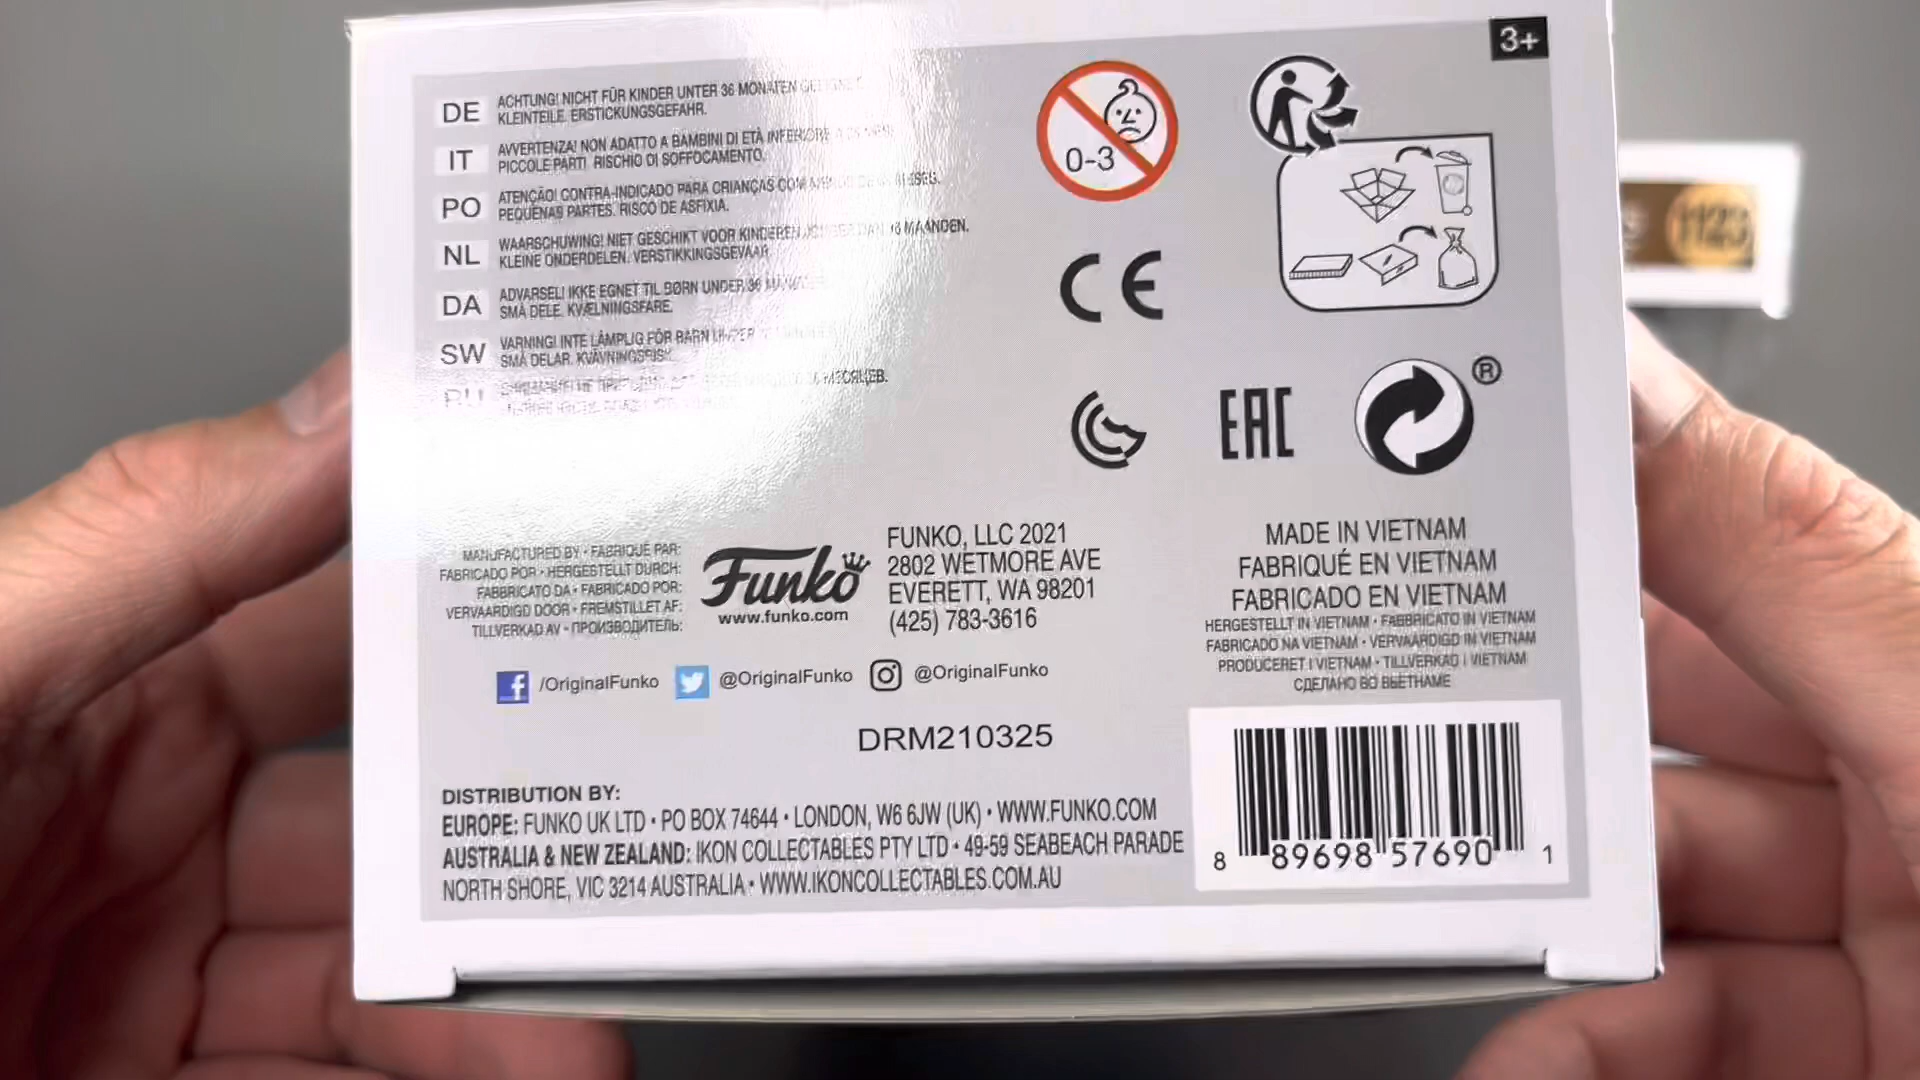 3+
DE ACHTUNG! NICHT FÜR KINDER UNTER 36 MONATEN
KLEINTEILE. ERSTICKUNGSGEFAHR.
IT AVVERTENZA! NON ADATTO A BAMBINI DI ETÀ INFERIORE
PICCOLE PARTI. RISCHIO DI SOFFOCAMENTO.
PO ATENÇÃO! CONTRA-INDICADO PARA CRIANÇAS COM
PEQUENAS PARTES. RISCO DE ASFIXIA.
NL WAARSCHUWING! NIET GESCHIKT VOOR KINDEREN 36 MAANDEN.
KLEINE ONDERDELEN. VERSTIKKINGSGEVAAR.
DA ADVARSEL! IKKE EGNET TIL BØRN UNDER 36
SMÅ DELE. KVÆLNINGSFARE.
SW VARNING! INTE LÄMPLIG FÖR BARN UNDER
SMÅ DELAR. KVÄVNINGSRISK.
RU МЕСЯЦЕВ.
0-3
CE
EAC
®
1123
MANUFACTURED BY • FABRIQUÉ PAR:
FABRICADO POR • HERGESTELLT DURCH:
FABBRICATO DA • FABRICADO POR:
VERVAARDIGD DOOR • FREMSTILLET AF:
TILLVERKAD AV • ПРОИЗВОДИТЕЛЬ:
Funko
www.funko.com
FUNKO, LLC 2021
2802 WETMORE AVE
EVERETT, WA 98201
(425) 783-3616
MADE IN VIETNAM
FABRIQUÉ EN VIETNAM
FABRICADO EN VIETNAM
HERGESTELLT IN VIETNAM • FABBRICATO IN VIETNAM
FABRICADO NA VIETNAM • VERVAARDIGD IN VIETNAM
PRODUCERET I VIETNAM • TILLVERKAD I VIETNAM
СДЕЛАНО ВО ВЬЕТНАМЕ
/OriginalFunko @OriginalFunko @OriginalFunko
DRM210325
DISTRIBUTION BY:
EUROPE: FUNKO UK LTD • PO BOX 74644 • LONDON, W6 6JW (UK) • WWW.FUNKO.COM
AUSTRALIA & NEW ZEALAND: IKON COLLECTABLES PTY LTD • 49-59 SEABEACH PARADE
NORTH SHORE, VIC 3214 AUSTRALIA • WWW.IKONCOLLECTABLES.COM.AU
8 89698 57690 1